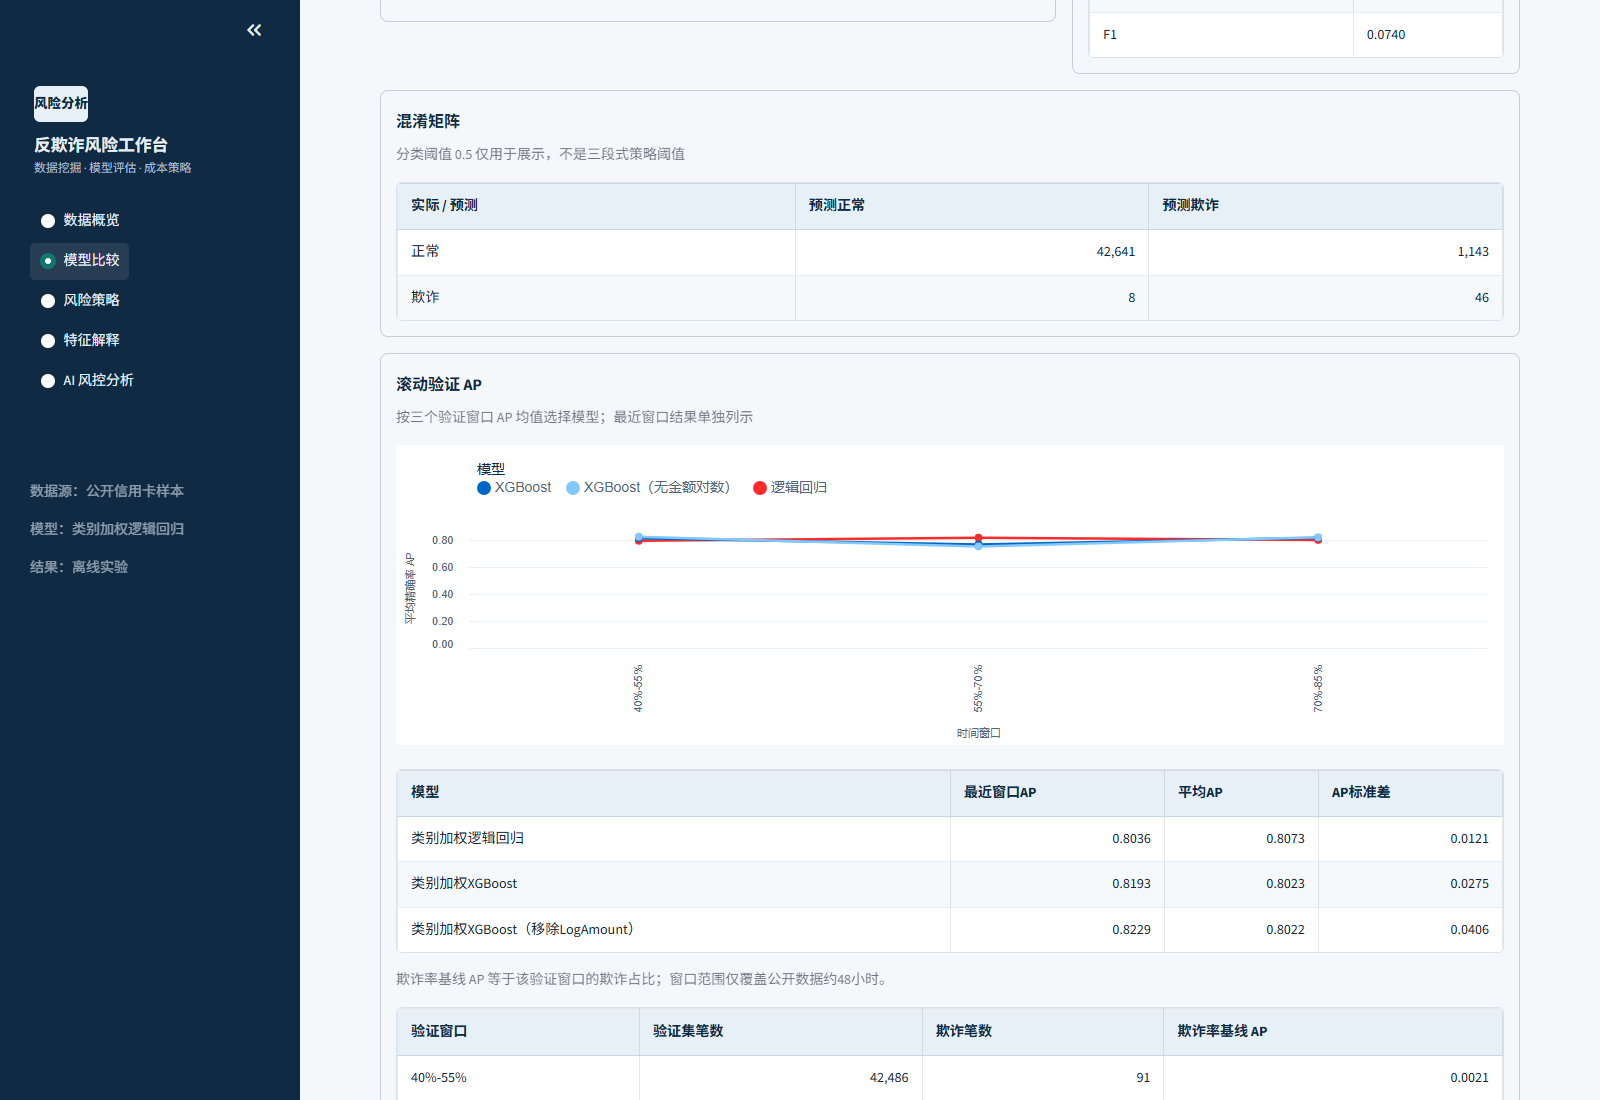 风险分析
反欺诈风险工作台
数据挖掘 · 模型评估 · 成本策略
数据概览
模型比较
风险策略
特征解释
AI 风控分析
数据源：公开信用卡样本
模型：类别加权逻辑回归
结果：离线实验
F1 0.0740
混淆矩阵
分类阈值 0.5 仅用于展示，不是三段式策略阈值
实际 / 预测 预测正常 预测欺诈
正常 42,641 1,143
欺诈 8 46
滚动验证 AP
按三个验证窗口 AP 均值选择模型；最近窗口结果单独列示
模型
XGBoost XGBoost（无金额对数） 逻辑回归
平均精确率 AP
0.80
0.60
0.40
0.20
0.00
40%-55% 55%-70% 70%-85%
时间窗口
模型 最近窗口AP 平均AP AP标准差
类别加权逻辑回归 0.8036 0.8073 0.0121
类别加权XGBoost 0.8193 0.8023 0.0275
类别加权XGBoost（移除LogAmount） 0.8229 0.8022 0.0406
欺诈率基线 AP 等于该验证窗口的欺诈占比；窗口范围仅覆盖公开数据约48小时。
验证窗口 验证集笔数 欺诈笔数 欺诈率基线 AP
40%-55% 42,486 91 0.0021